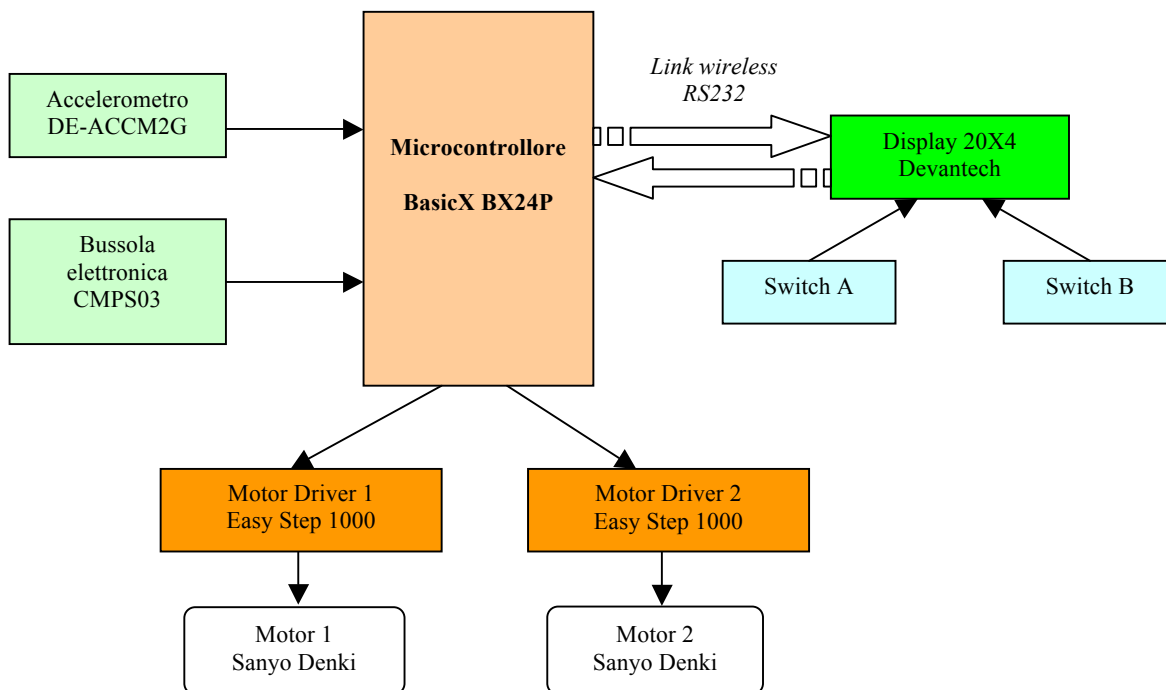 Accelerometro
DE-ACCM2G
Bussola
elettronica
CMPS03
Microcontrollore
BasicX BX24P
Link wireless
RS232
Display 20X4
Devantech
Switch A
Switch B
Motor Driver 1
Easy Step 1000
Motor Driver 2
Easy Step 1000
Motor 1
Sanyo Denki
Motor 2
Sanyo Denki